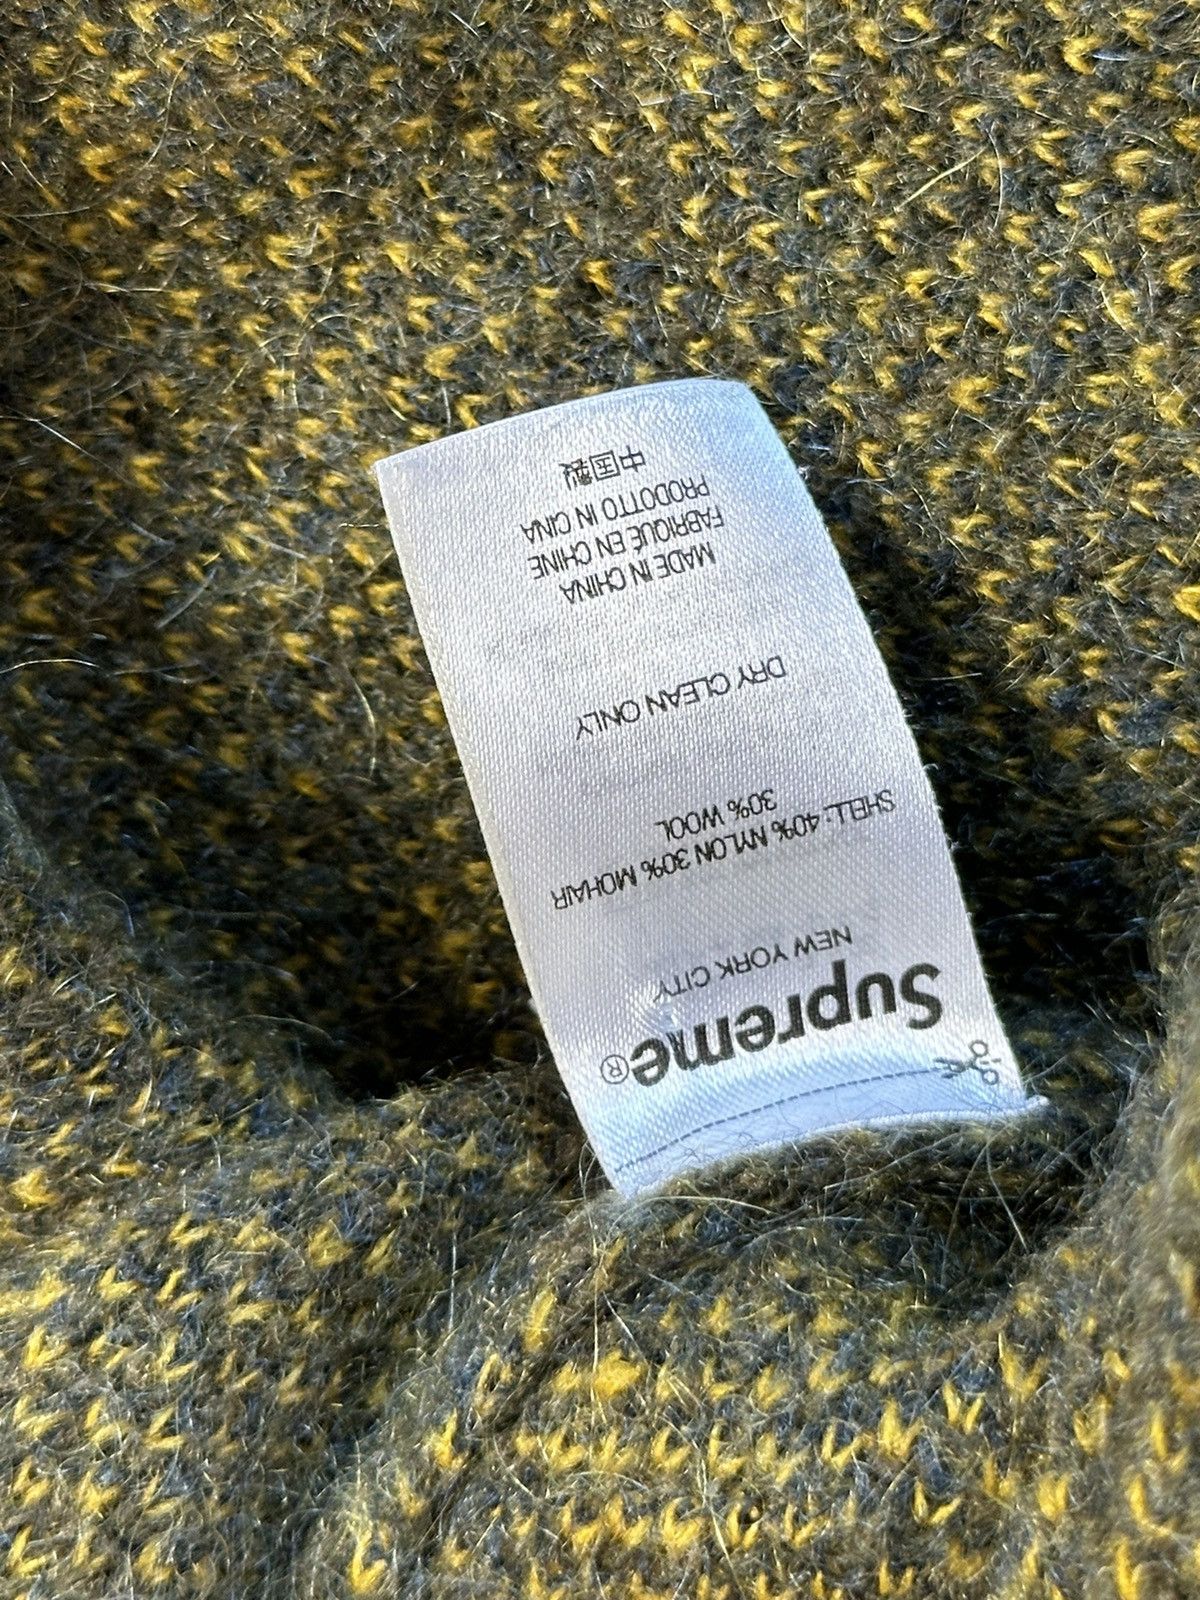 Supreme®
NEW YORK CITY
SHELL: 40% NYLON 30% MOHAIR
30% WOOL
DRY CLEAN ONLY
MADE IN CHINA
FABRIQUÉ EN CHINE
PRODOTTO IN CINA
中国製